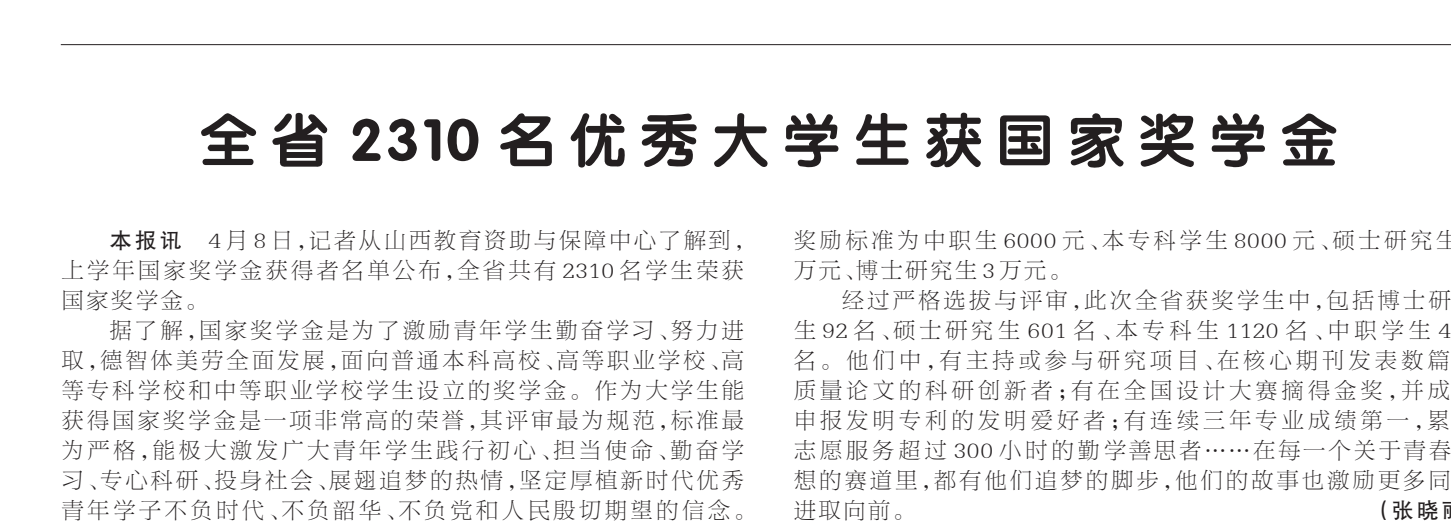 全省2310名优秀大学生获国家奖学金
本报讯 4月8日，记者从山西教育资助与保障中心了解到，
上学年国家奖学金获得者名单公布，全省共有2310名学生荣获
国家奖学金。
据了解，国家奖学金是为了激励青年学生勤奋学习、努力进
取，德智体美劳全面发展，面向普通本科高校、高等职业学校、高
等专科学校和中等职业学校学生设立的奖学金。作为大学生能
获得国家奖学金是一项非常高的荣誉，其评审最为规范，标准最
为严格，能极大激发广大青年学生践行初心、担当使命、勤奋学
习、专心科研、投身社会、展翅追梦的热情，坚定厚植新时代优秀
青年学子不负时代、不负韶华、不负党和人民殷切期望的信念。
奖励标准为中职生6000元、本专科学生8000元、硕士研究生
万元、博士研究生3万元。
经过严格选拔与评审，此次全省获奖学生中，包括博士研
生92名、硕士研究生601名、本专科生1120名、中职学生4
名。他们中，有主持或参与研究项目、在核心期刊发表数篇
质量论文的科研创新者；有在全国设计大赛摘得金奖，并成
申报发明专利的发明爱好者；有连续三年专业成绩第一，累
志愿服务超过300小时的勤学善思者……在每一个关于青春
想的赛道里，都有他们追梦的脚步，他们的故事也激励更多同
进取向前。
（张晓